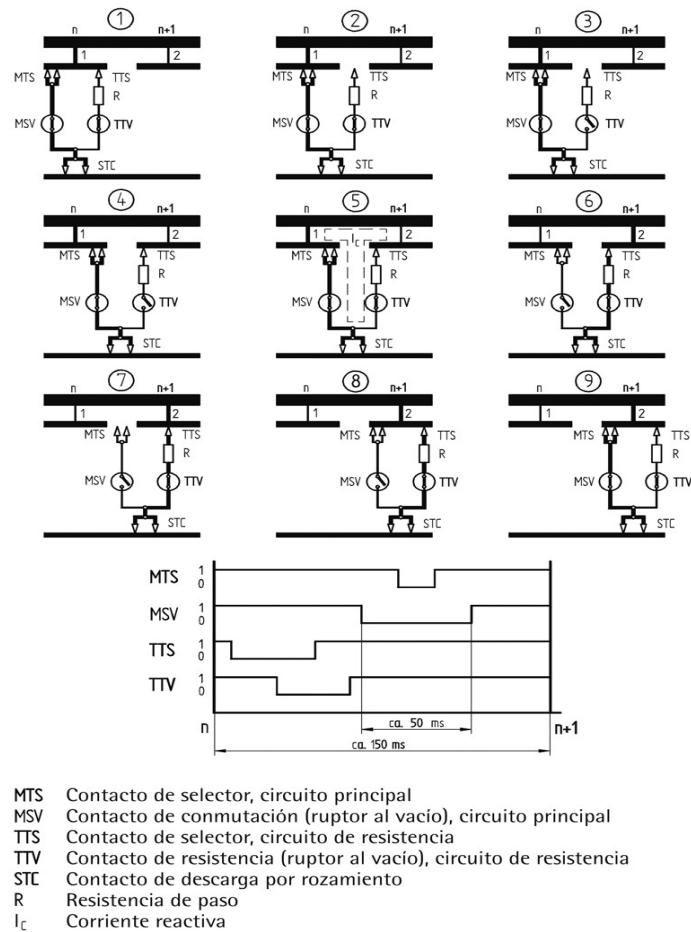 1 2 3
n n+1 n n+1 n n+1
1 2 1 2 1 2
MTS TTS MTS TTS MTS TTS
R R R
MSV TTV MSV TTV MSV TTV
STC STC STC
4 5 6
n n+1 n n+1 n n+1
1 2 1 Ic 2 1 2
MTS TTS MTS TTS MTS TTS
R R R
MSV TTV MSV TTV MSV TTV
STC STC STC
7 8 9
n n+1 n n+1 n n+1
1 2 1 2 1 2
MTS TTS MTS TTS MTS TTS
R R R
MSV TTV MSV TTV MSV TTV
STC STC STC
MTS 1
0
MSV 1
0
TTS 1
0
TTV 1
0
n ca. 50 ms n+1
ca. 150 ms
MTS Contacto de selector, circuito principal
MSV Contacto de conmutación (ruptor al vacío), circuito principal
TTS Contacto de selector, circuito de resistencia
TTV Contacto de resistencia (ruptor al vacío), circuito de resistencia
STC Contacto de descarga por rozamiento
R Resistencia de paso
Ic Corriente reactiva